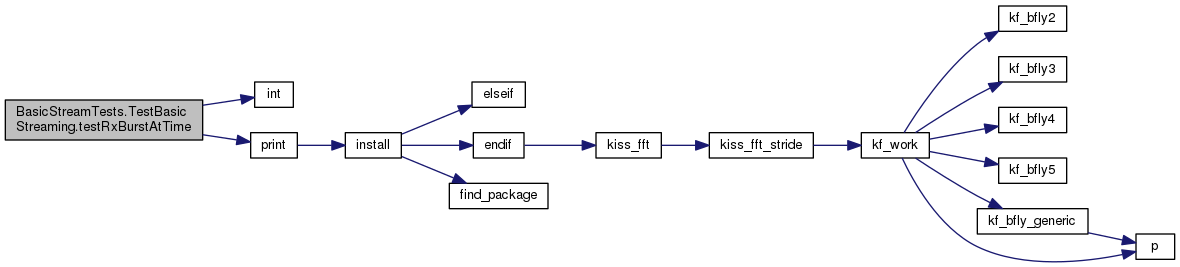 BasicStreamTests.TestBasic
Streaming.testRxBurstAtTime
int
print
install
elseif
endif
find_package
kiss_fft
kiss_fft_stride
kf_work
kf_bfly2
kf_bfly3
kf_bfly4
kf_bfly5
kf_bfly_generic
p